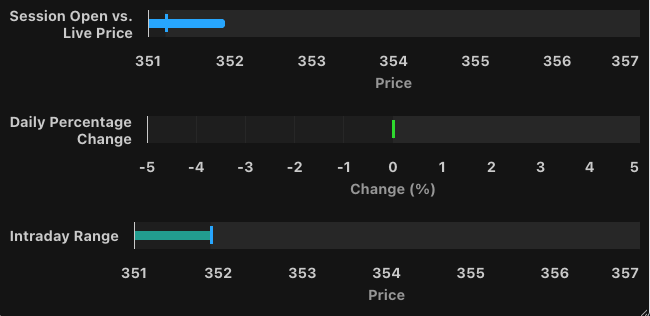 Session Open vs.
Live Price
351 352 353 354 355 356 357
Price
Daily Percentage
Change
-5 -4 -3 -2 -1 0 1 2 3 4 5
Change (%)
Intraday Range
351 352 353 354 355 356 357
Price